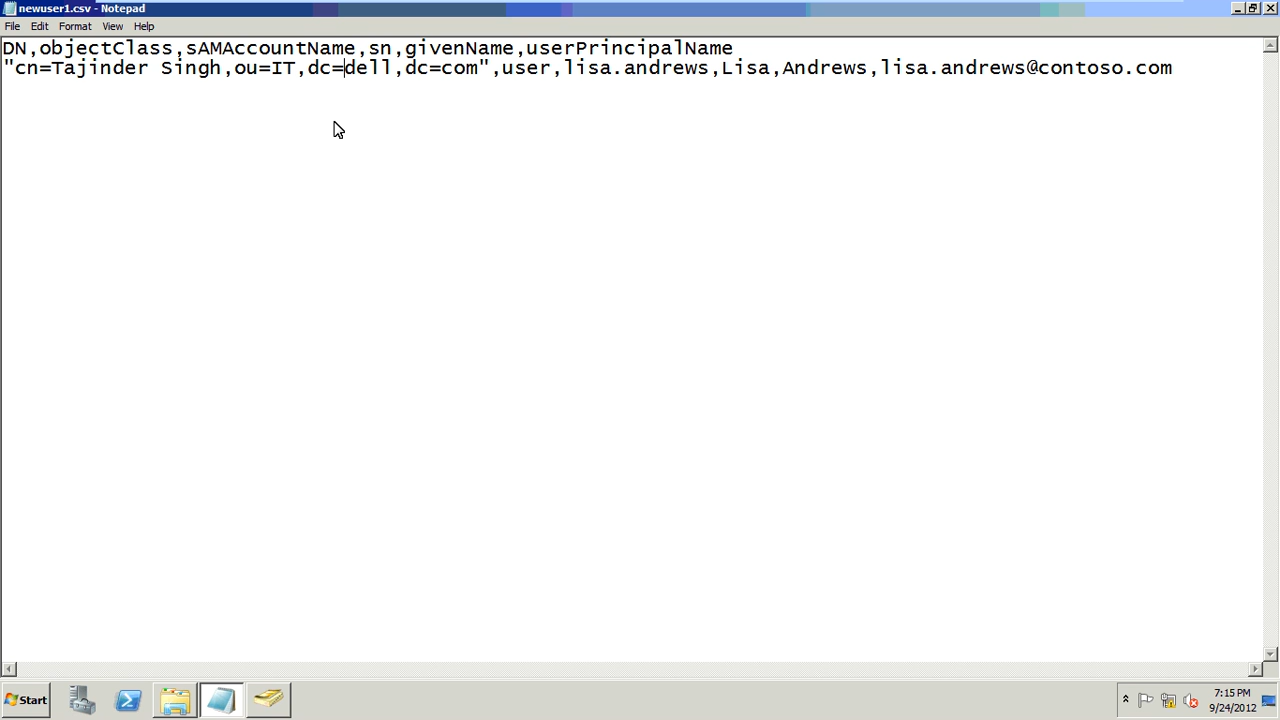 newuser1.csv - Notepad
File Edit Format View Help
DN,objectClass,sAMAccountName,sn,givenName,userPrincipalName
"cn=Tajinder Singh,ou=IT,dc=dell,dc=com",user,lisa.andrews,Lisa,Andrews,lisa.andrews@contoso.com
Start
7:15 PM
9/24/2012